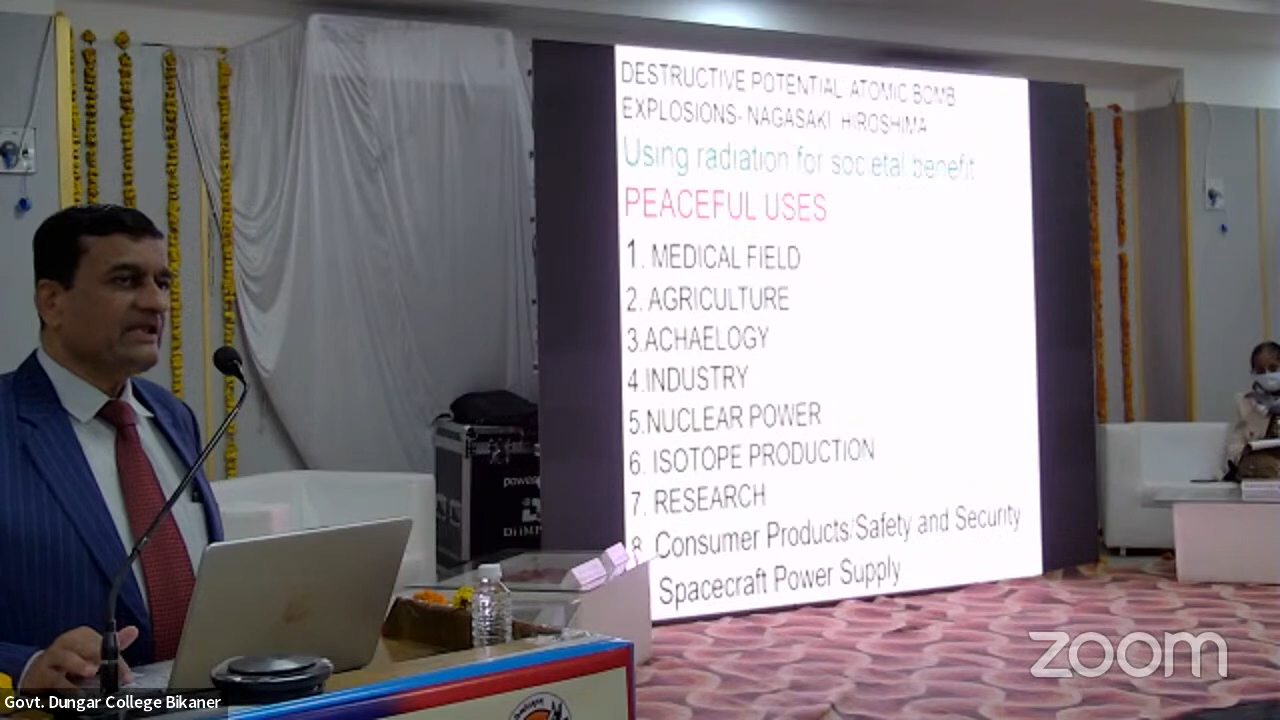 DESTRUCTIVE POTENTIAL ATOMIC BOMB
EXPLOSIONS- NAGASAKI HIROSHIMA
Using radiation for societal benefit
PEACEFUL USES
1. MEDICAL FIELD
2. AGRICULTURE
3.ACHAELOGY
4.INDUSTRY
5.NUCLEAR POWER
6. ISOTOPE PRODUCTION
7. RESEARCH
8. Consumer Products/Safety and Security
Spacecraft Power Supply
zoom
Govt. Dungar College Bikaner